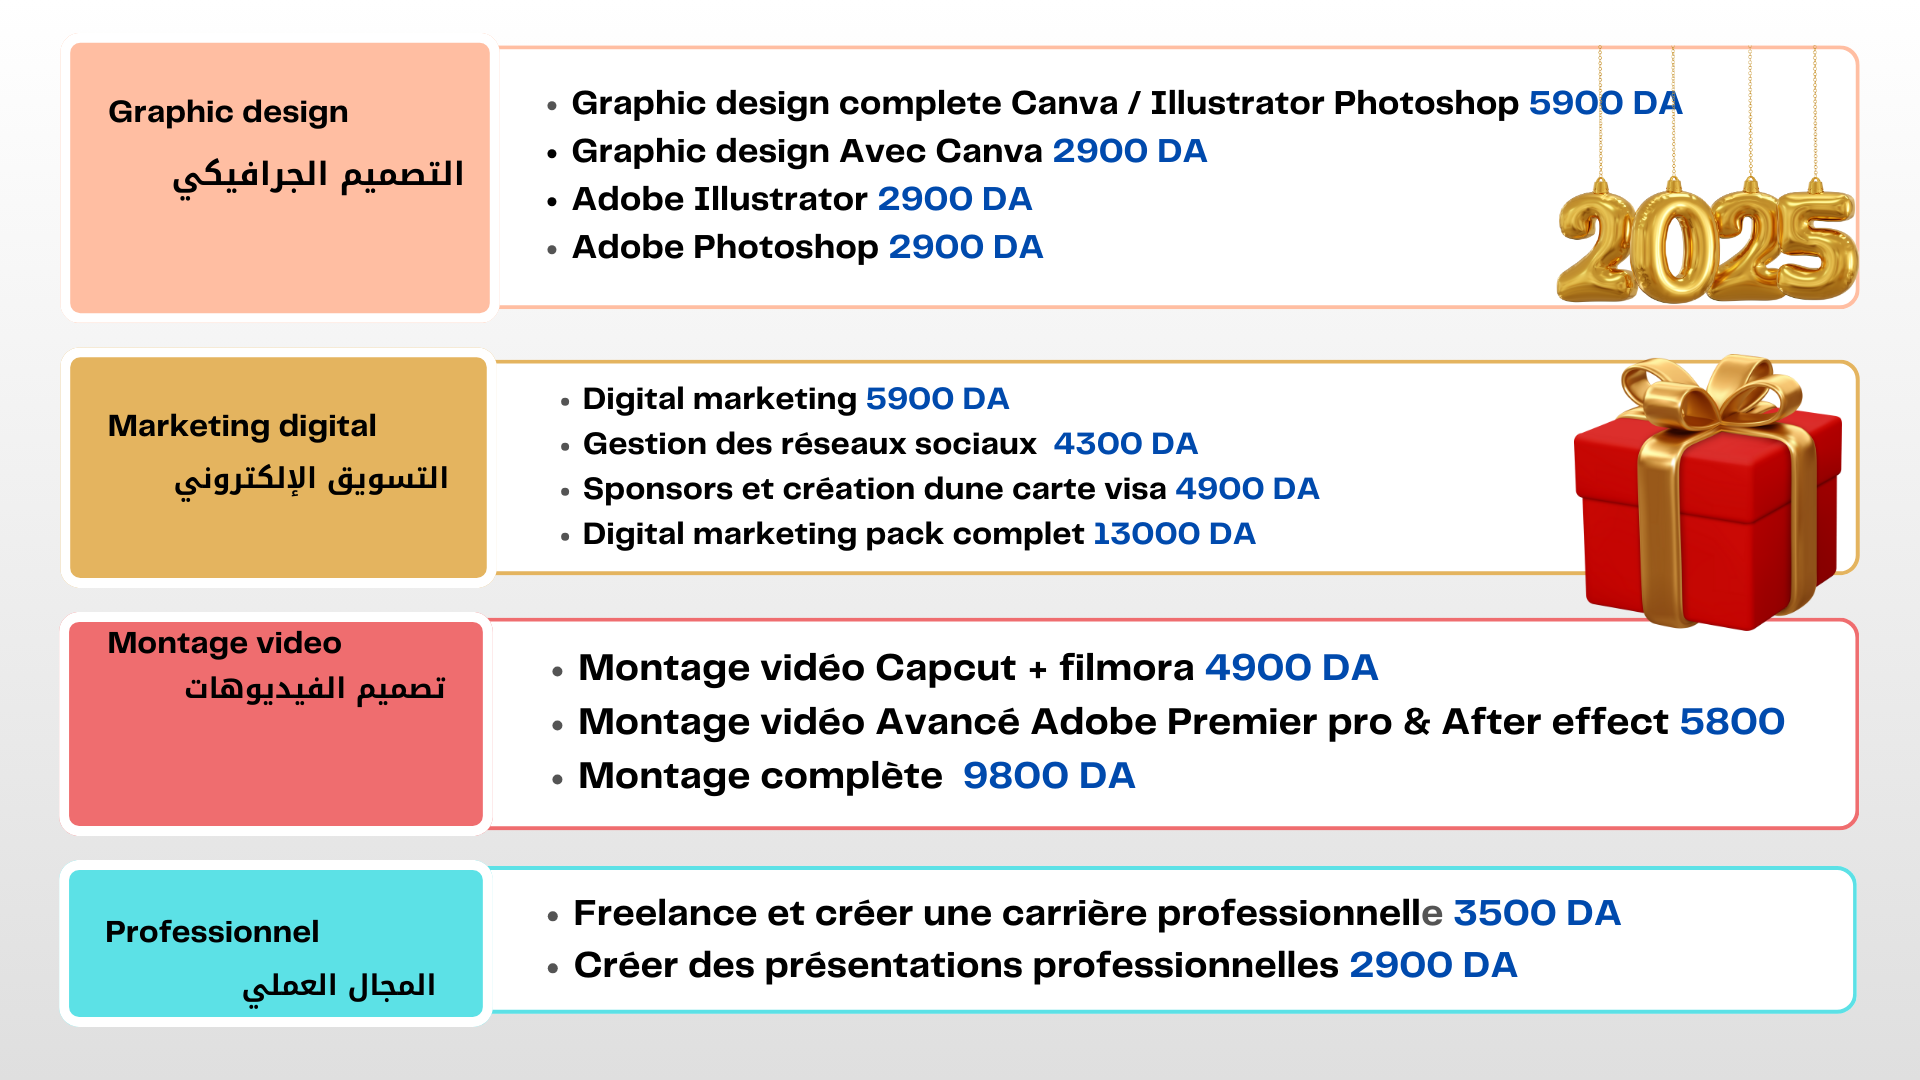 Graphic design
التصميم الجرافيكي
Graphic design complete Canva / Illustrator Photoshop 5900 DA
Graphic design Avec Canva 2900 DA
Adobe Illustrator 2900 DA
Adobe Photoshop 2900 DA
2025
Marketing digital
التسويق الإلكتروني
Digital marketing 5900 DA
Gestion des réseaux sociaux 4300 DA
Sponsors et création dune carte visa 4900 DA
Digital marketing pack complet 13000 DA
Montage video
تصميم الفيديوهات
Montage vidéo Capcut + filmora 4900 DA
Montage vidéo Avancé Adobe Premier pro & After effect 5800
Montage complète 9800 DA
Professionnel
المجال العملي
Freelance et créer une carrière professionnelle 3500 DA
Créer des présentations professionnelles 2900 DA